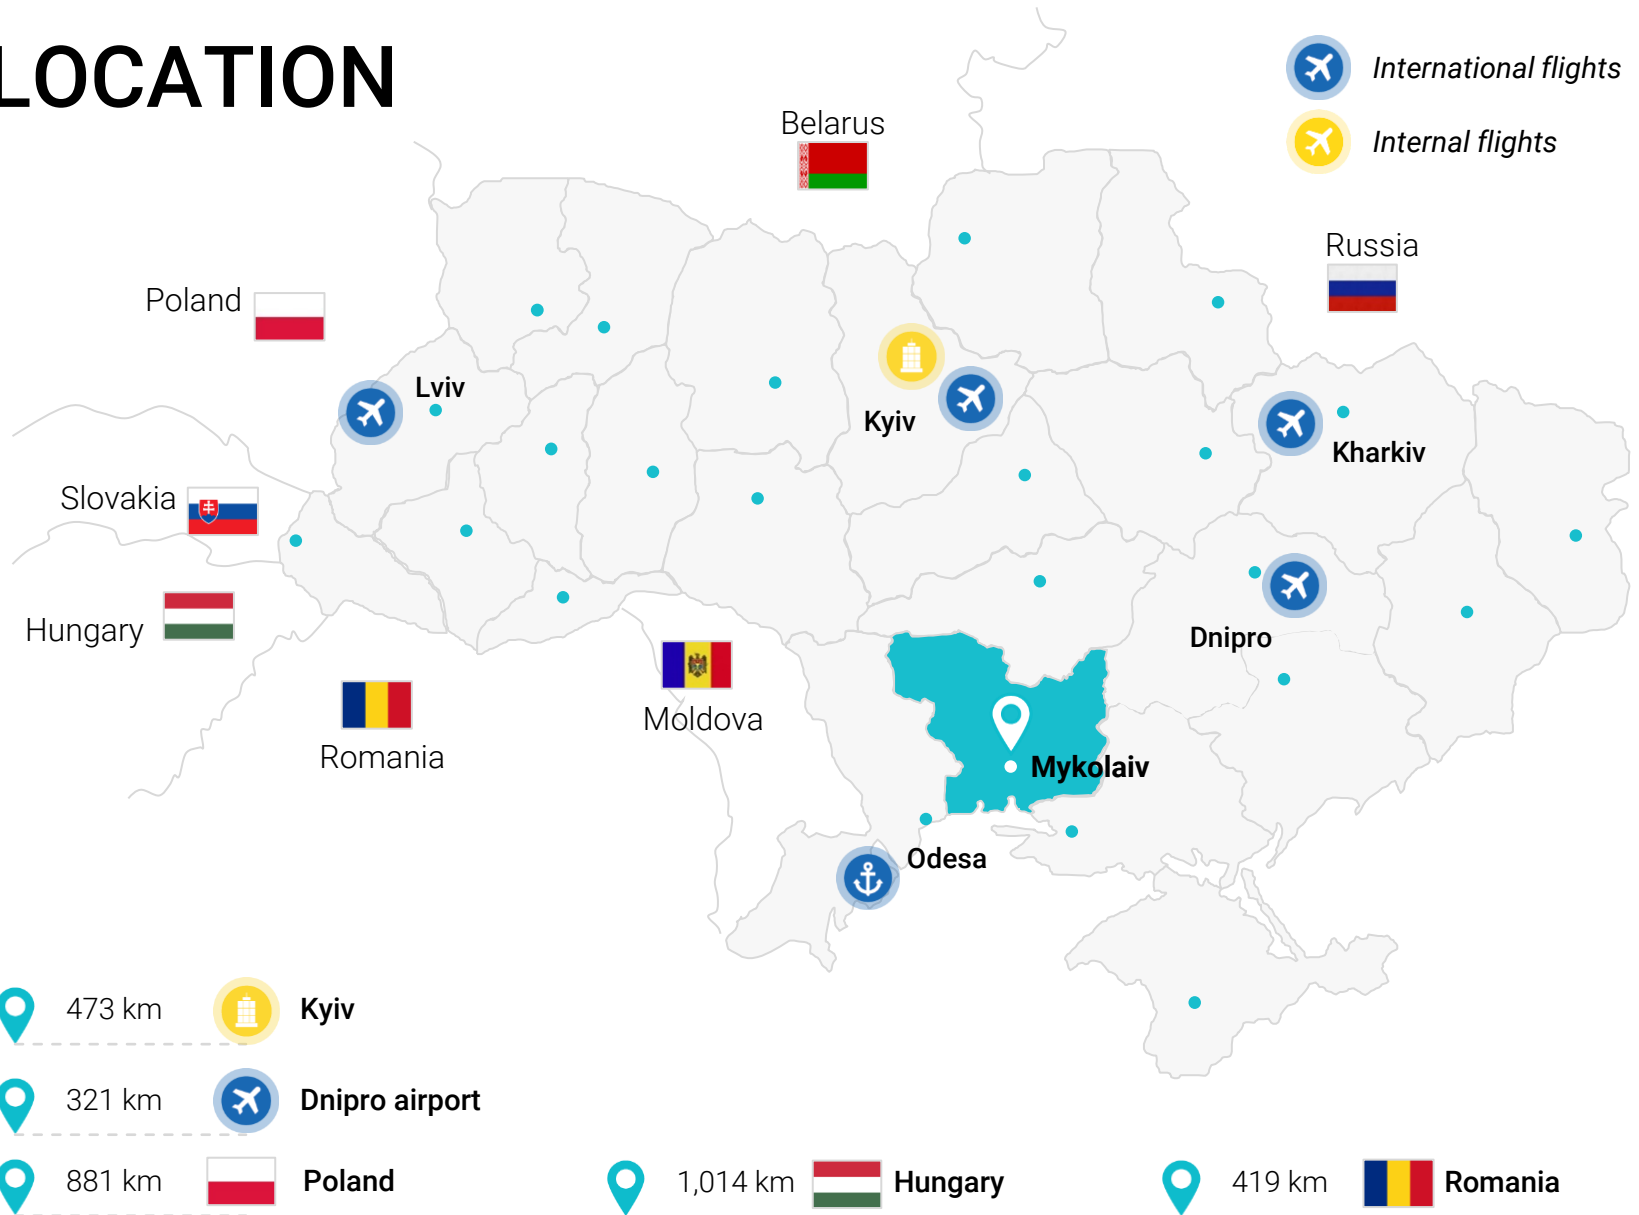 LOCATION
International flights
Internal flights
Belarus
Russia
Poland
Lviv
Kyiv
Kharkiv
Slovakia
Hungary
Dnipro
Moldova
Romania
Mykolaiv
Odesa
473 km Kyiv
321 km Dnipro airport
881 km Poland
1,014 km Hungary
419 km Romania